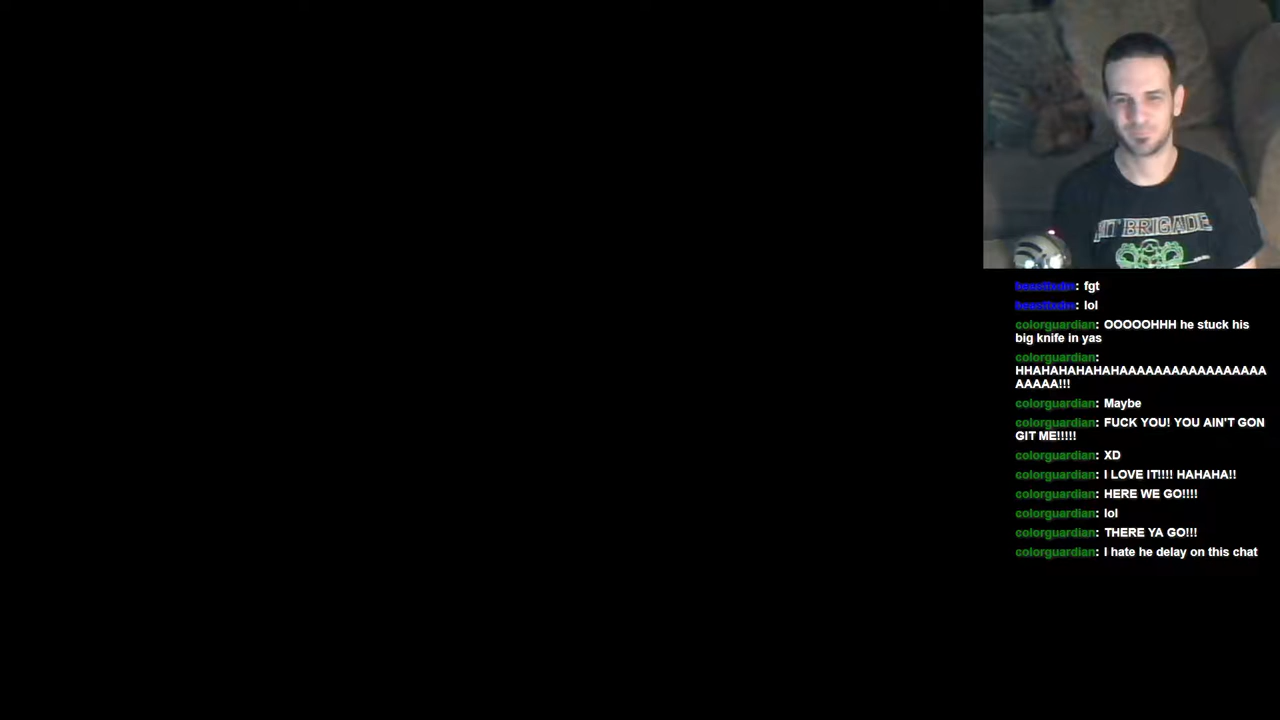 IT BRIGADE
: fgt
: lol
colorguardian: OOOOOHHH he stuck his
big knife in yas
colorguardian:
HHAHAHAHAHAHAAAAAAAAAAAAAAAAA
AAAAA!!!
colorguardian: Maybe
colorguardian: FUCK YOU! YOU AIN'T GON
GIT ME!!!!!
colorguardian: XD
colorguardian: I LOVE IT!!!! HAHAHA!!
colorguardian: HERE WE GO!!!!
colorguardian: lol
colorguardian: THERE YA GO!!!
colorguardian: I hate he delay on this chat